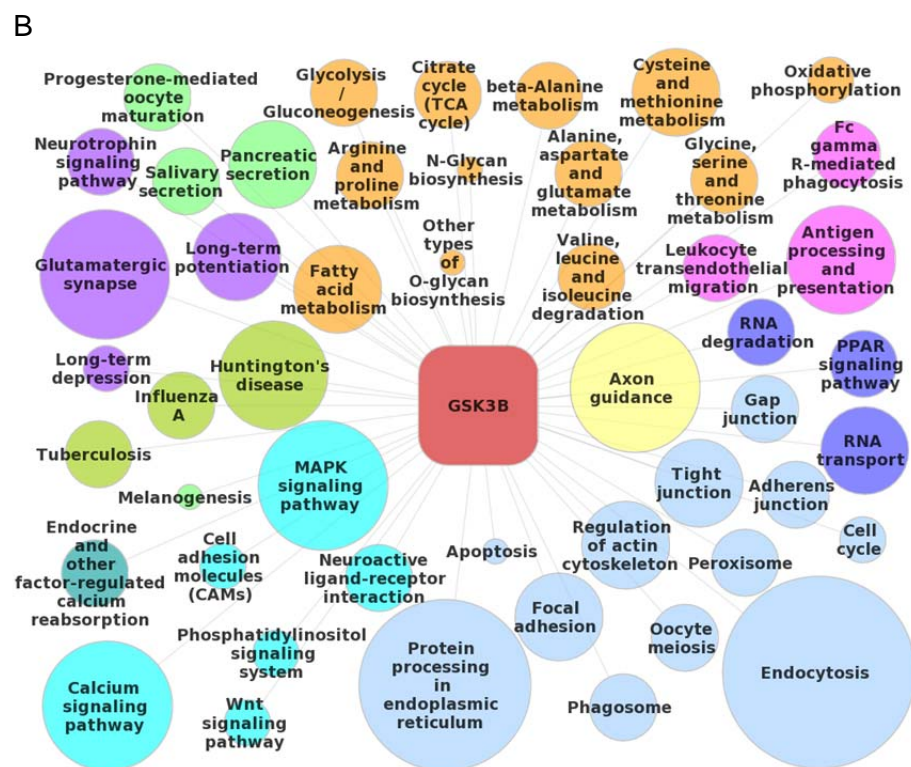 B
Progesterone-mediated
oocyte
maturation
Glycolysis
/
Gluconeogenesis
Citrate
cycle
(TCA
cycle)
beta-Alanine
metabolism
Cysteine
and
methionine
metabolism
Oxidative
phosphorylation
Neurotrophin
signaling
pathway
Salivary
secretion
Pancreatic
secretion
Arginine
and
proline
metabolism
N-Glycan
biosynthesis
Alanine,
aspartate
and
glutamate
metabolism
Glycine,
serine
and
threonine
metabolism
Fc
gamma
R-mediated
phagocytosis
Glutamatergic
synapse
Long-term
potentiation
Fatty
acid
metabolism
Other
types
of
O-glycan
biosynthesis
Valine,
leucine
and
isoleucine
degradation
Leukocyte
transendothelial
migration
Antigen
processing
and
presentation
Long-term
depression
Influenza
A
Huntington's
disease
GSK3B
Axon
guidance
RNA
degradation
PPAR
signaling
pathway
Gap
junction
Tuberculosis
Melanogenesis
MAPK
signaling
pathway
Tight
junction
Adherens
junction
RNA
transport
Endocrine
and
other
factor-regulated
calcium
reabsorption
Cell
adhesion
molecules
(CAMs)
Neuroactive
ligand-receptor
interaction
Apoptosis
Regulation
of actin
cytoskeleton
Peroxisome
Cell
cycle
Calcium
signaling
pathway
Phosphatidylinositol
signaling
system
Wnt
signaling
pathway
Protein
processing
in
endoplasmic
reticulum
Focal
adhesion
Oocyte
meiosis
Phagosome
Endocytosis